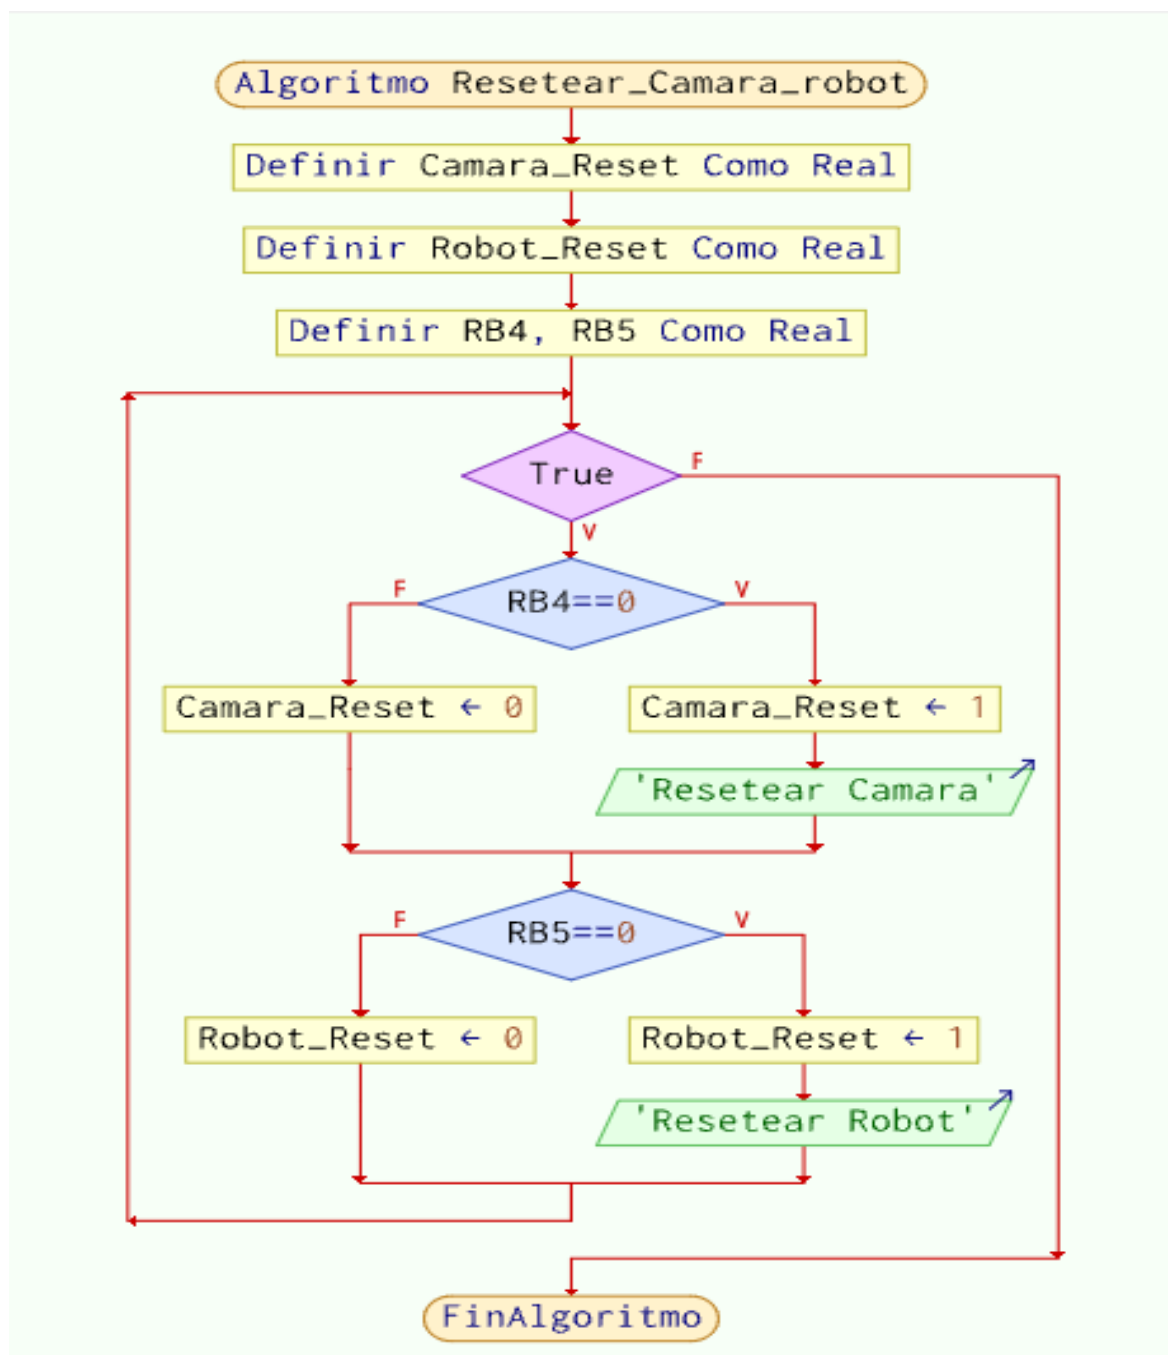 Algoritmo Resetear_Camara_robot
Definir Camara_Reset Como Real
Definir Robot_Reset Como Real
Definir RB4, RB5 Como Real
True
F
V
RB4==0
F
V
Camara_Reset ← 0
Camara_Reset ← 1
'Resetear Camara'
RB5==0
F
V
Robot_Reset ← 0
Robot_Reset ← 1
'Resetear Robot'
FinAlgoritmo